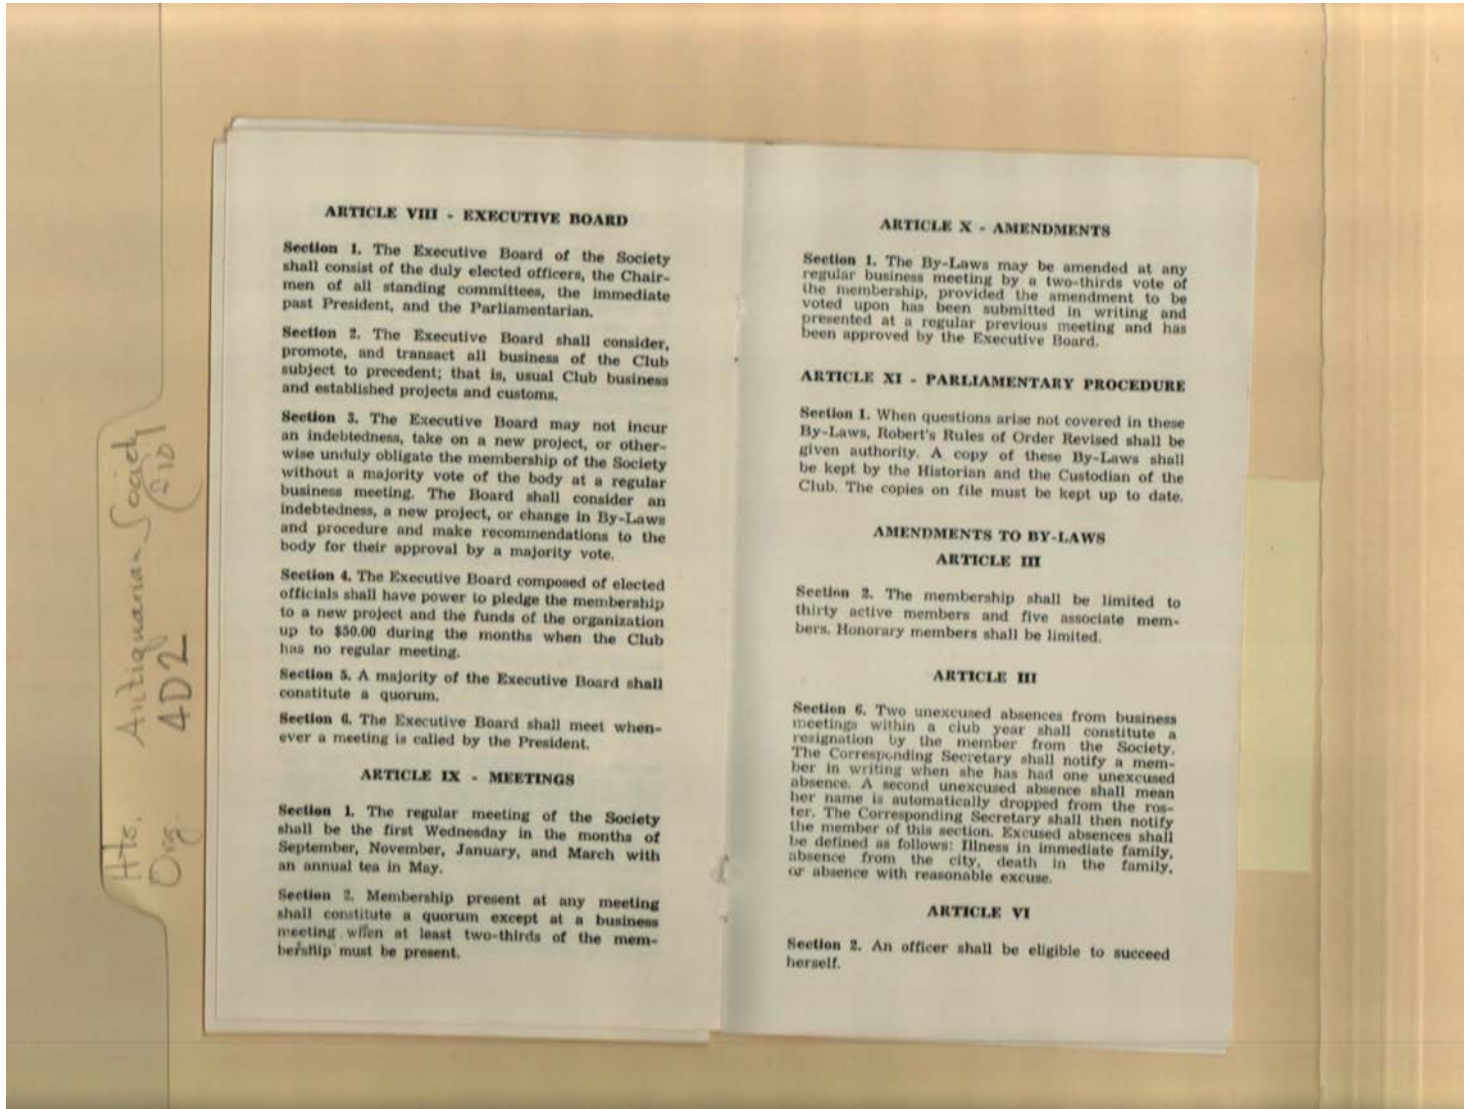 Hts. Antiquarian Society
Org. 4D2 (210)
ARTICLE VIII - EXECUTIVE BOARD
Section 1. The Executive Board of the Society
shall consist of the duly elected officers, the Chair-
men of all standing committees, the immediate
past President, and the Parliamentarian.
Section 2. The Executive Board shall consider,
promote, and transact all business of the Club
subject to precedent; that is, usual Club business
and established projects and customs.
Section 3. The Executive Board may not incur
an indebtedness, take on a new project, or other-
wise unduly obligate the membership of the Society
without a majority vote of the body at a regular
business meeting. The Board shall consider an
indebtedness, a new project, or change in By-Laws
and procedure and make recommendations to the
body for their approval by a majority vote.
Section 4. The Executive Board composed of elected
officials shall have power to pledge the membership
to a new project and the funds of the organization
up to $50.00 during the months when the Club
has no regular meeting.
Section 5. A majority of the Executive Board shall
constitute a quorum.
Section 6. The Executive Board shall meet when-
ever a meeting is called by the President.
ARTICLE IX - MEETINGS
Section 1. The regular meeting of the Society
shall be the first Wednesday in the months of
September, November, January, and March with
an annual tea in May.
Section 2. Membership present at any meeting
shall constitute a quorum except at a business
meeting when at least two-thirds of the mem-
bership must be present.
ARTICLE X - AMENDMENTS
Section 1. The By-Laws may be amended at any
regular business meeting by a two-thirds vote of
the membership, provided the amendment to be
voted upon has been submitted in writing and
presented at a regular previous meeting and has
been approved by the Executive Board.
ARTICLE XI - PARLIAMENTARY PROCEDURE
Section 1. When questions arise not covered in these
By-Laws, Robert's Rules of Order Revised shall be
given authority. A copy of these By-Laws shall
be kept by the Historian and the Custodian of the
Club. The copies on file must be kept up to date.
AMENDMENTS TO BY-LAWS
ARTICLE III
Section 2. The membership shall be limited to
thirty active members and five associate mem-
bers. Honorary members shall be limited.
ARTICLE III
Section 6. Two unexcused absences from business
meetings within a club year shall constitute a
resignation by the member from the Society.
The Corresponding Secretary shall notify a mem-
ber in writing when she has had one unexcused
absence. A second unexcused absence shall mean
her name is automatically dropped from the ros-
ter. The Corresponding Secretary shall then notify
the member of this section. Excused absences shall
be defined as follows: Illness in immediate family,
absence from the city, death in the family,
or absence with reasonable excuse.
ARTICLE VI
Section 2. An officer shall be eligible to succeed
herself.